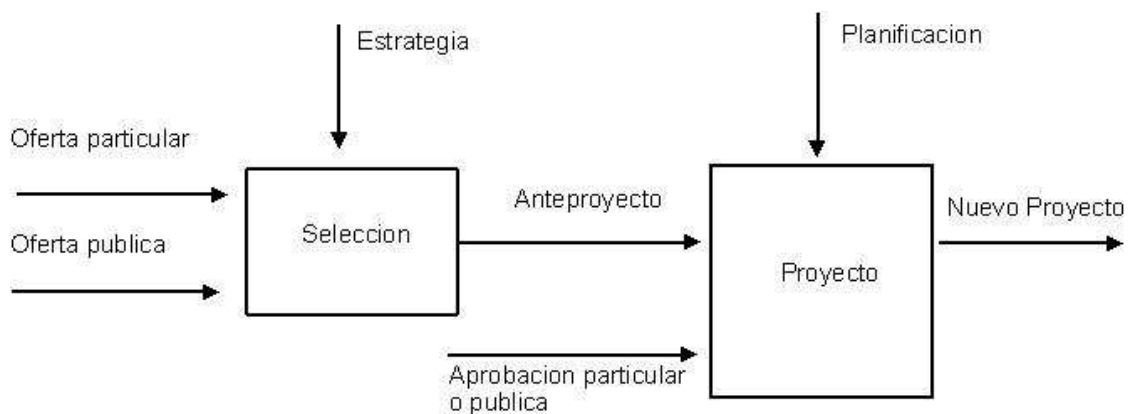 Estrategia
Planificacion
Oferta particular
Oferta publica
Seleccion
Anteproyecto
Nuevo Proyecto
Proyecto
Aprobacion particular
o publica